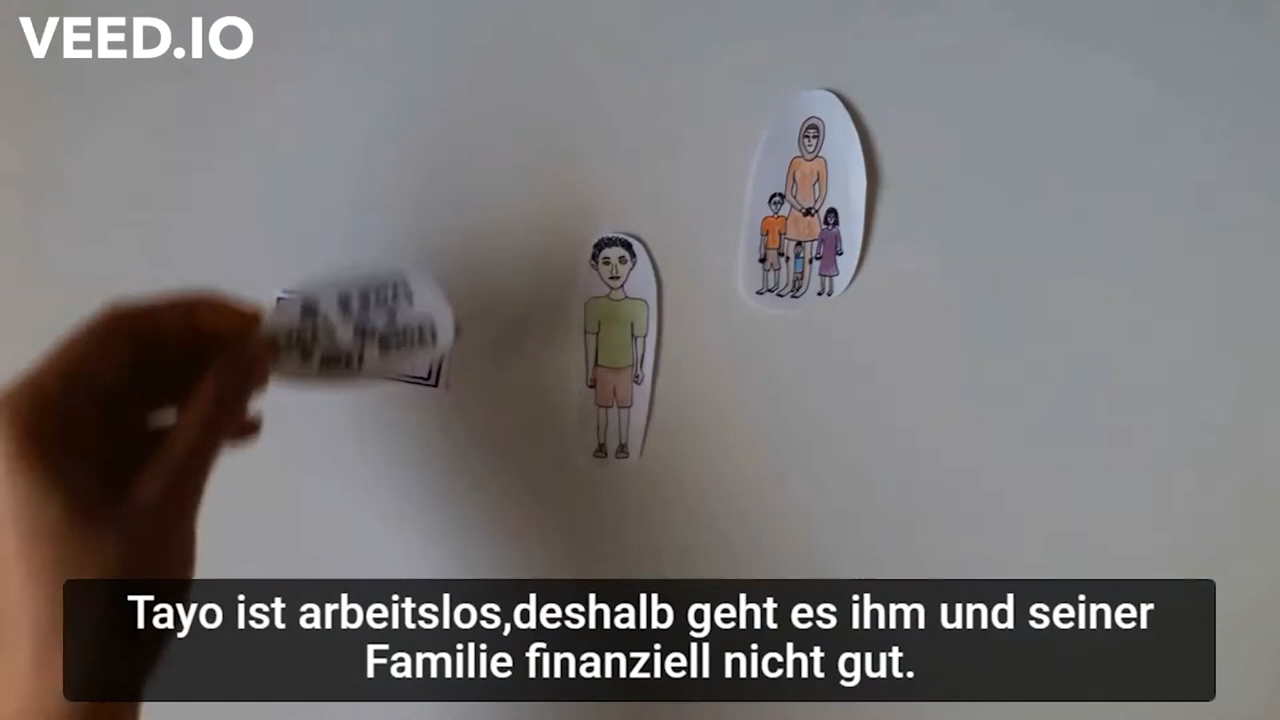 VEED.IO
Tayo ist arbeitslos,deshalb geht es ihm und seiner
Familie finanziell nicht gut.